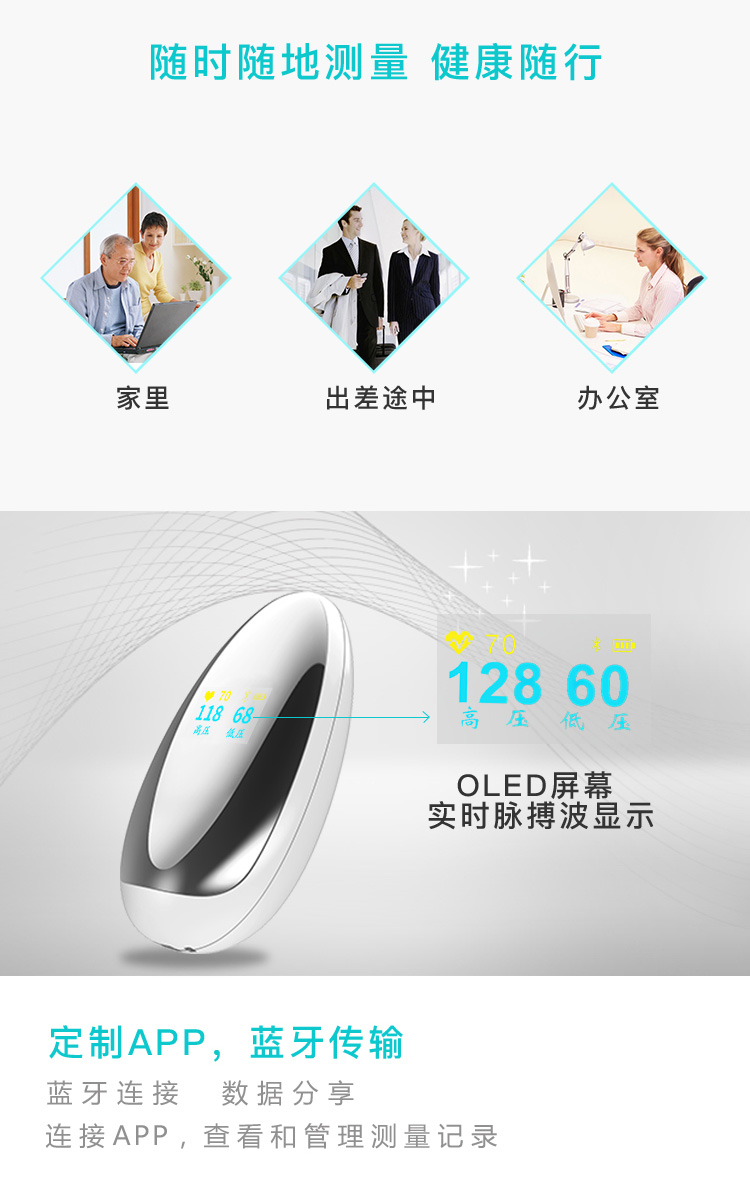 随时随地测量 健康随行
家里
出差途中
办公室
70
118 68
高压 低压
70
128 60
高压 低压
OLED屏幕
实时脉搏波显示
定制APP，蓝牙传输
蓝牙连接 数据分享
连接APP，查看和管理测量记录